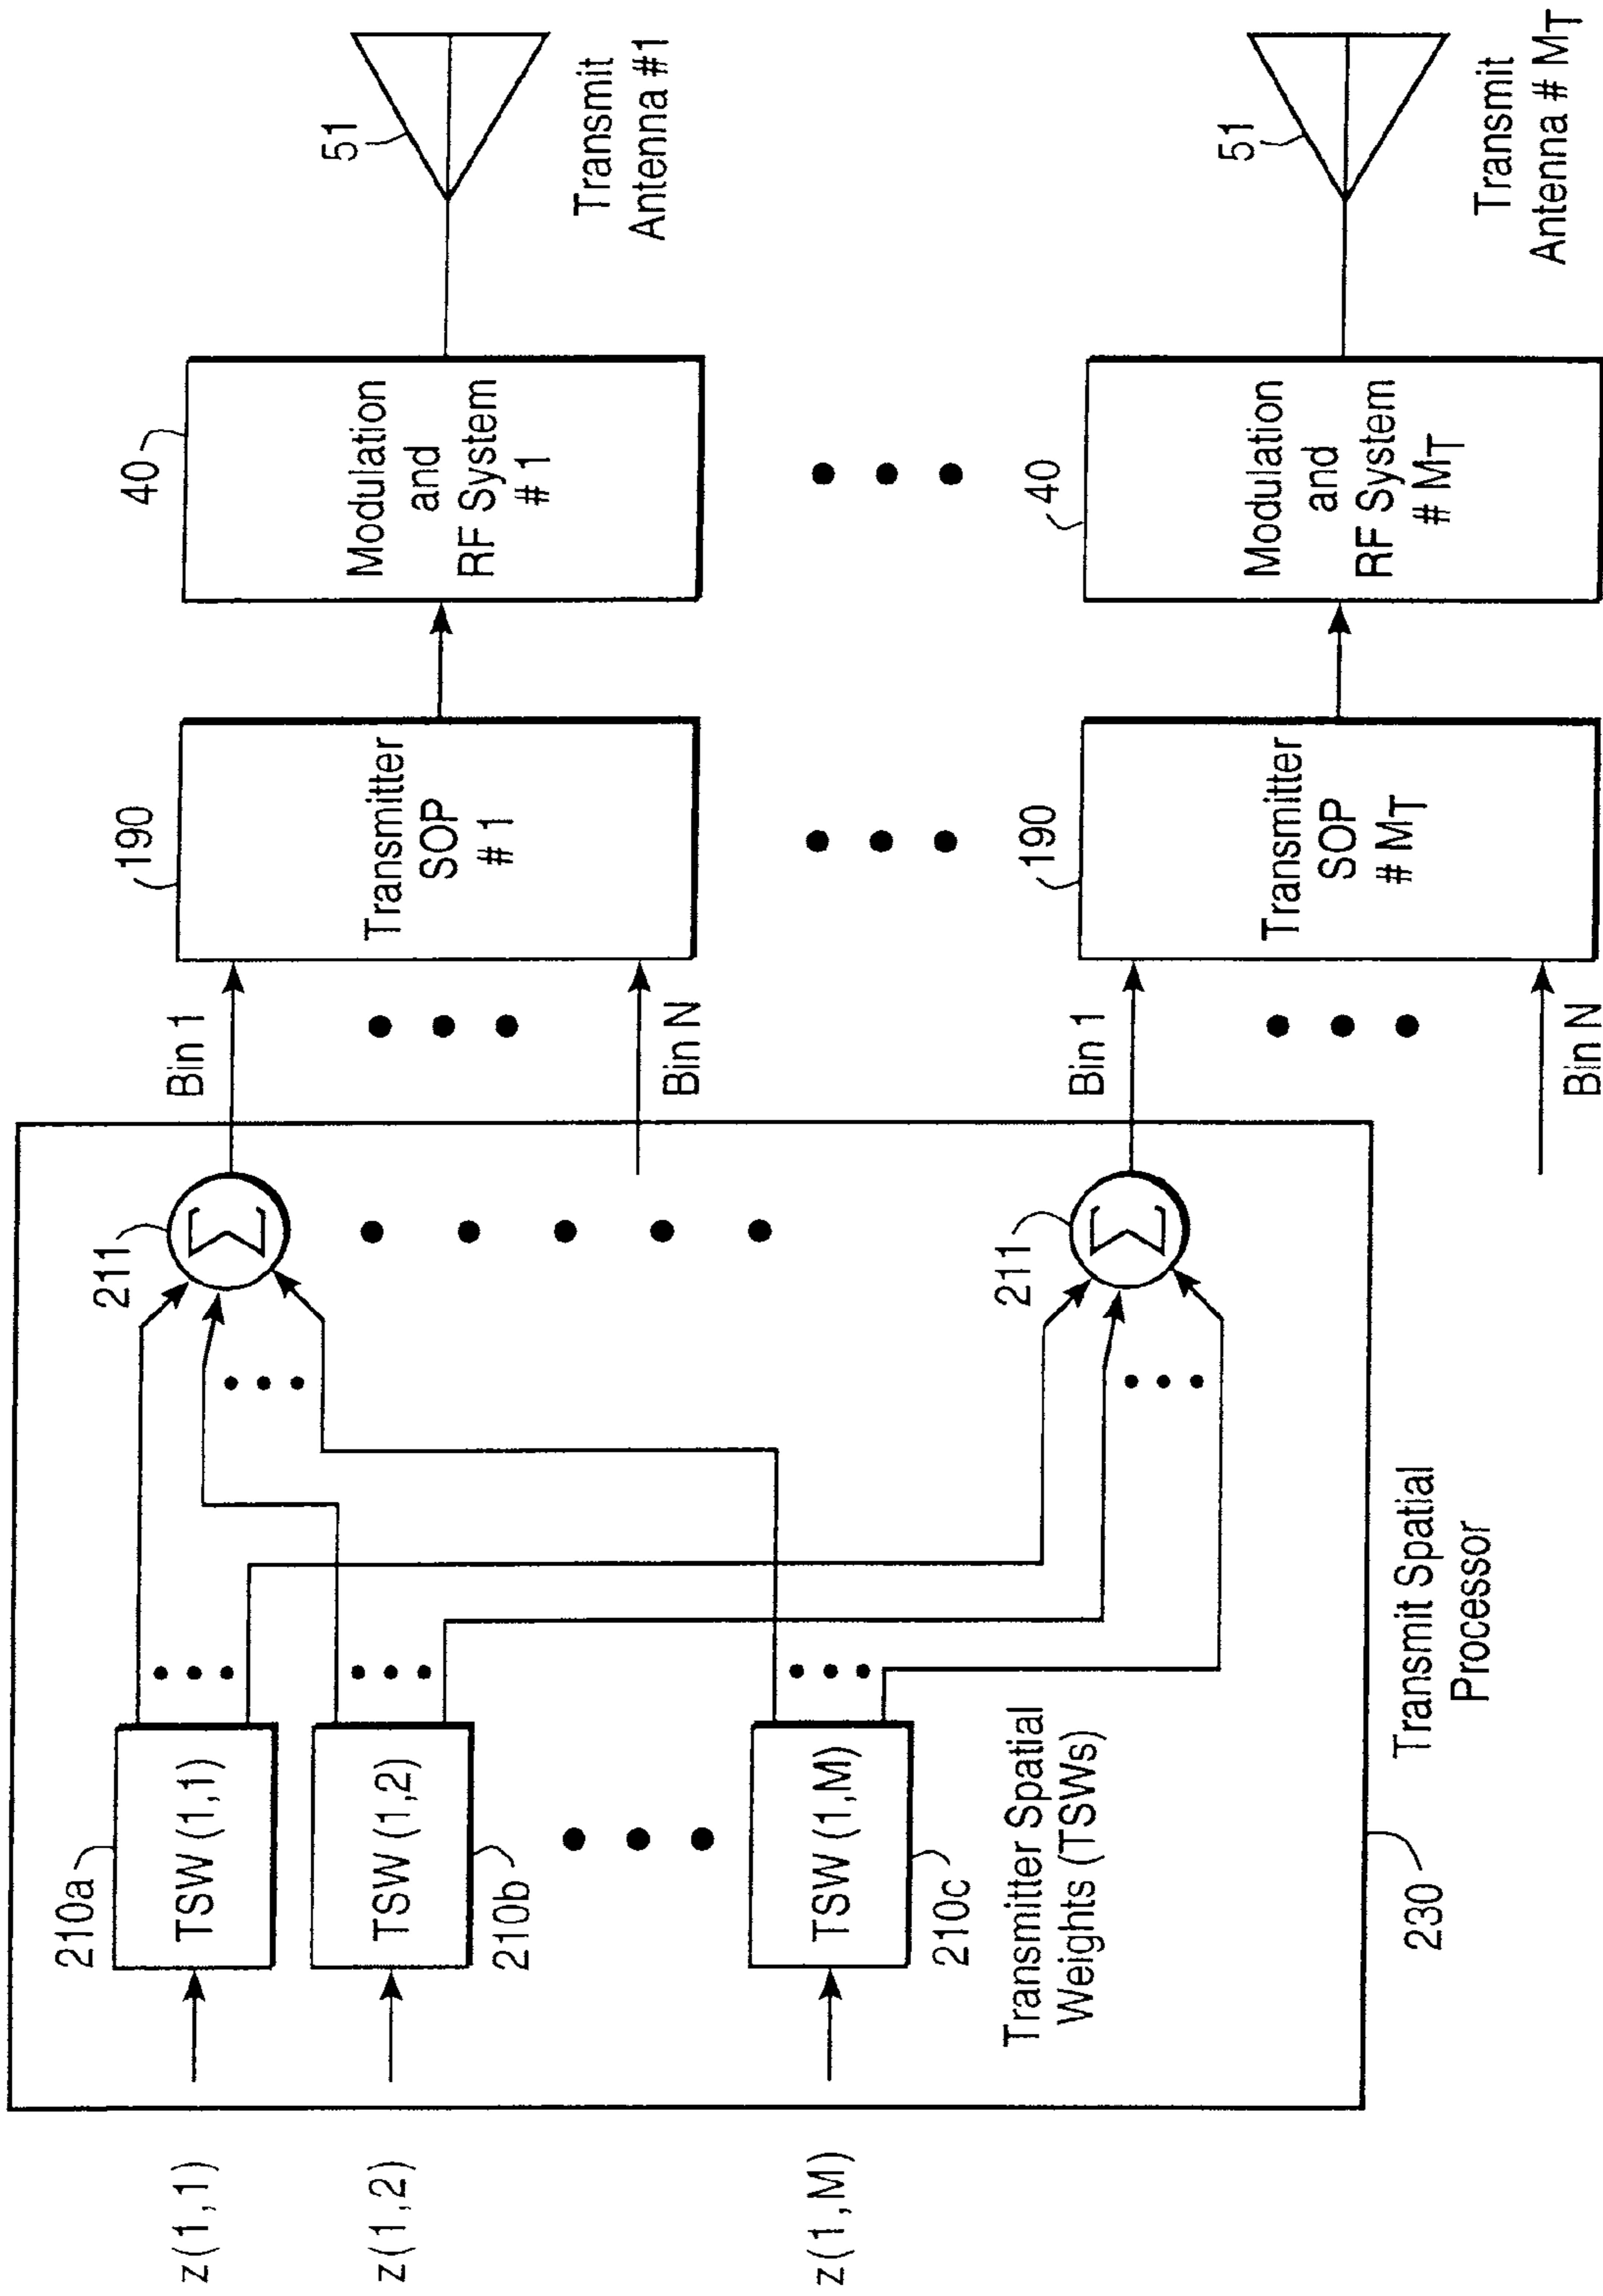 z(1,1)
z(1,2)
z(1,M)
210a
TSW (1,1)
TSW (1,2)
210b
TSW (1,M)
210c
Transmitter Spatial
Weights (TSWs)
230
Transmit Spatial
Processor
211
Σ
211
Σ
Bin 1
Bin N
Bin 1
Bin N
190
Transmitter
SOP
# 1
190
Transmitter
SOP
# MT
40
Modulation
and
RF System
# 1
40
Modulation
and
RF System
# MT
51
Transmit
Antenna #1
51
Transmit
Antenna # MT